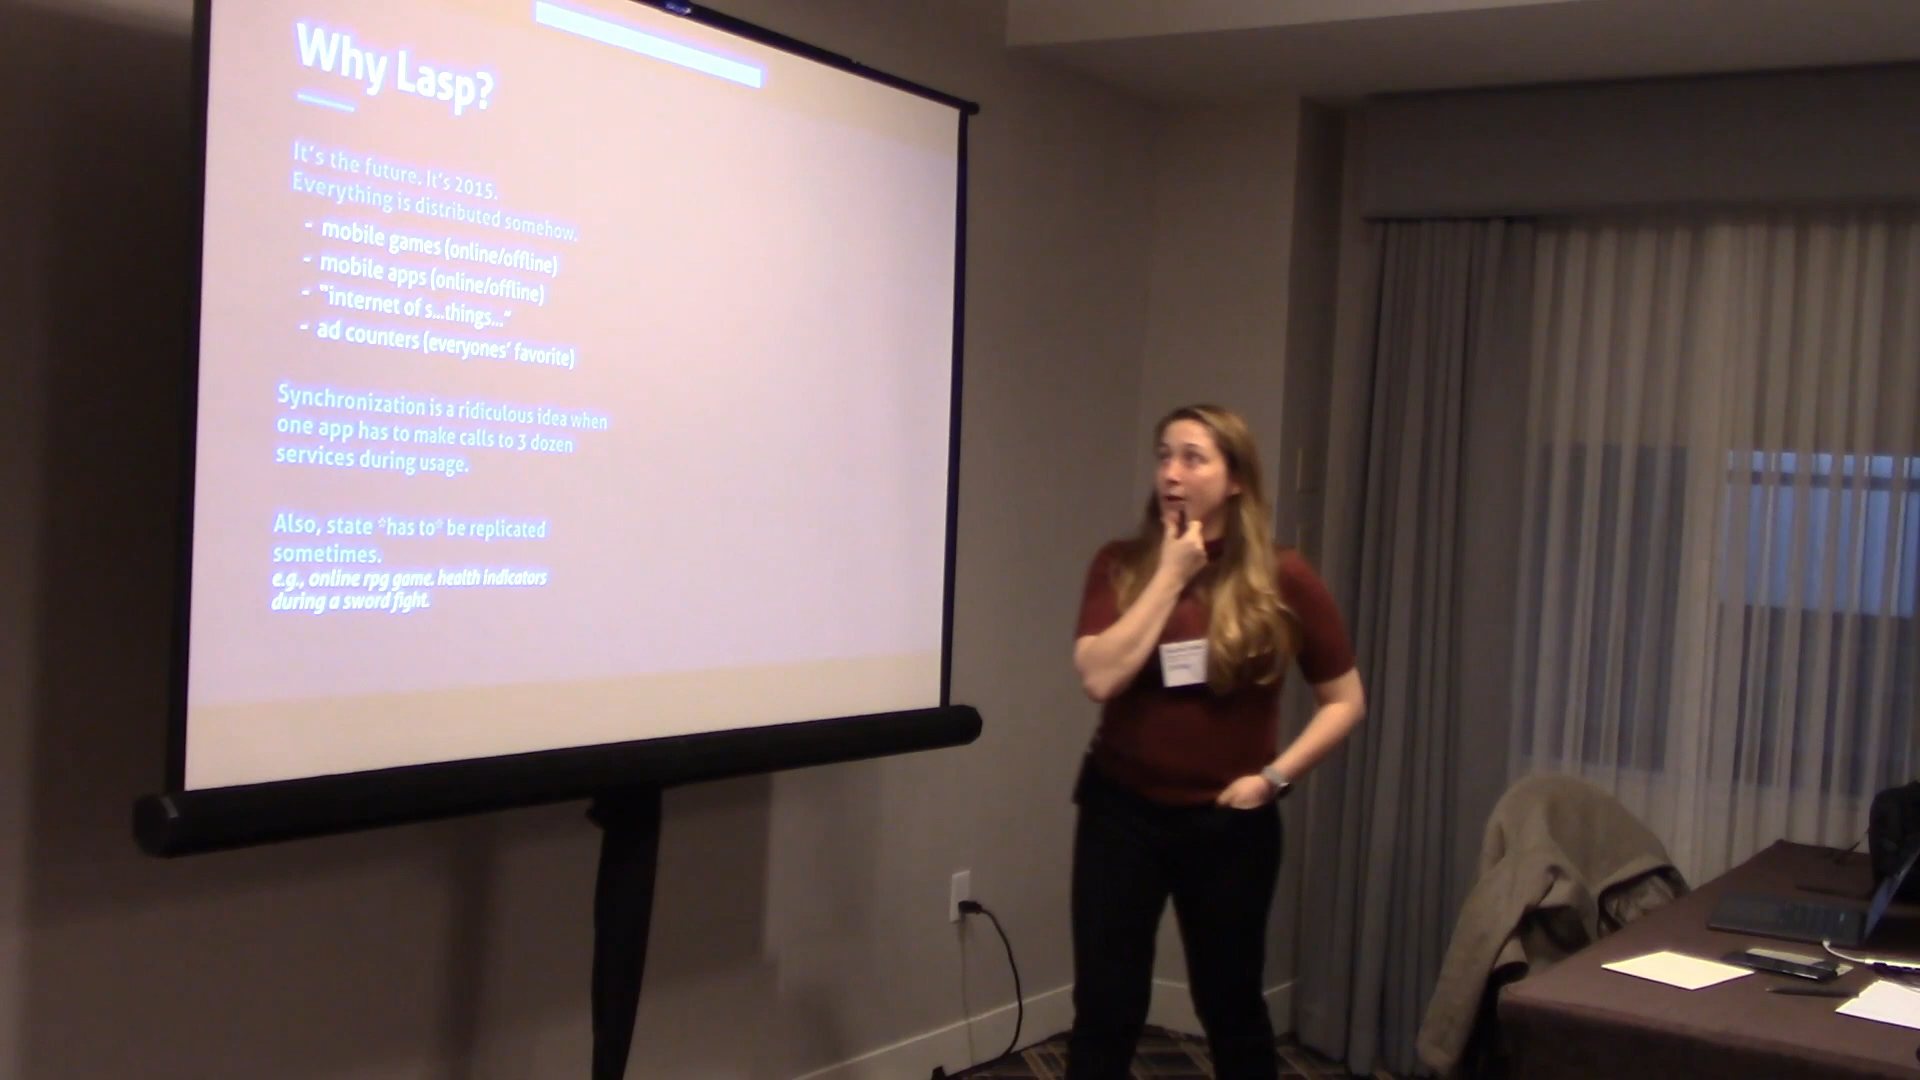 Why Lasp?
It's the future. It's 2015.
Everything is distributed somehow.
- mobile games (online/offline)
- mobile apps (online/offline)
- "internet of s...things..."
- ad counters (everyones' favorite)
Synchronization is a ridiculous idea when
one app has to make calls to 3 dozen
services during usage.
Also, state *has to* be replicated
sometimes.
e.g., online rpg game. health indicators
during a sword fight.